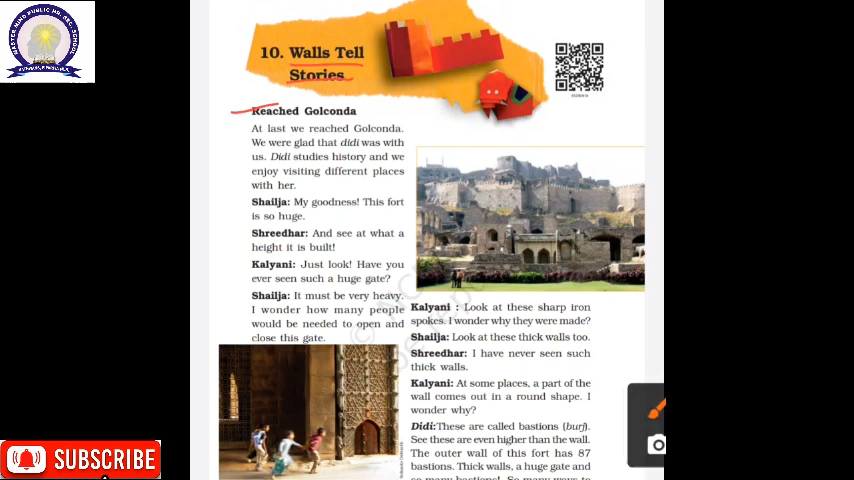 10. Walls Tell
Stories
Reached Golconda
At last we reached Golconda.
We were glad that didi was with
us. Didi studies history and we
enjoy visiting different places
with her.
Shailja: My goodness! This fort
is so huge.
Shreedhar: And see at what a
height it is built!
Kalyani: Just look! Have you
ever seen such a huge gate?
Shailja: It must be very heavy.
I wonder how many people
would be needed to open and
close this gate.
Kalyani : Look at these sharp iron
spokes. I wonder why they were made?
Shailja: Look at these thick walls too.
Shreedhar: I have never seen such
thick walls.
Kalyani: At some places, a part of the
wall comes out in a round shape. I
wonder why?
Didi:These are called bastions (burj).
See these are even higher than the wall.
The outer wall of this fort has 87
bastions. Thick walls, a huge gate and
so many bastions! So many ways to
SUBSCRIBE